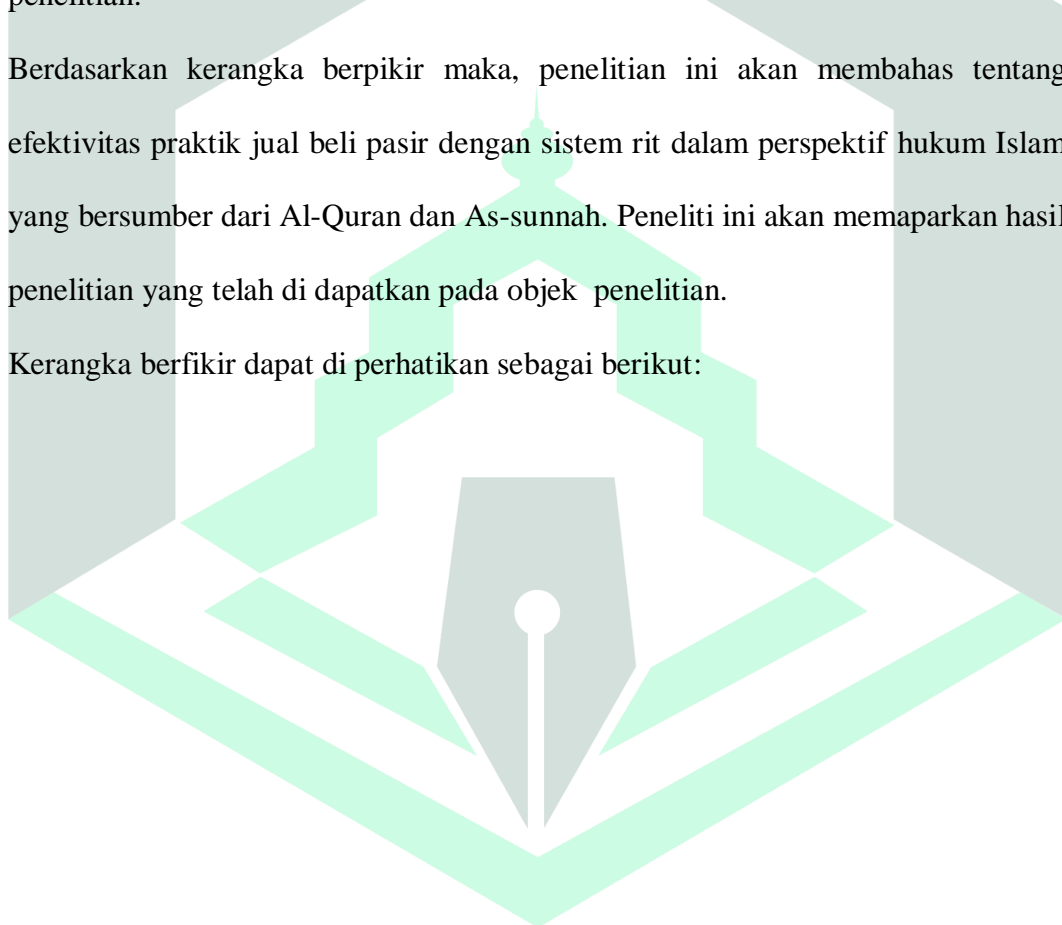 penelitian.
Berdasarkan kerangka berpikir maka, penelitian ini akan membahas tentang
efektivitas praktik jual beli pasir dengan sistem rit dalam perspektif hukum Islam
yang bersumber dari Al-Quran dan As-sunnah. Peneliti ini akan memaparkan hasil
penelitian yang telah di dapatkan pada objek penelitian.
Kerangka berfikir dapat di perhatikan sebagai berikut: